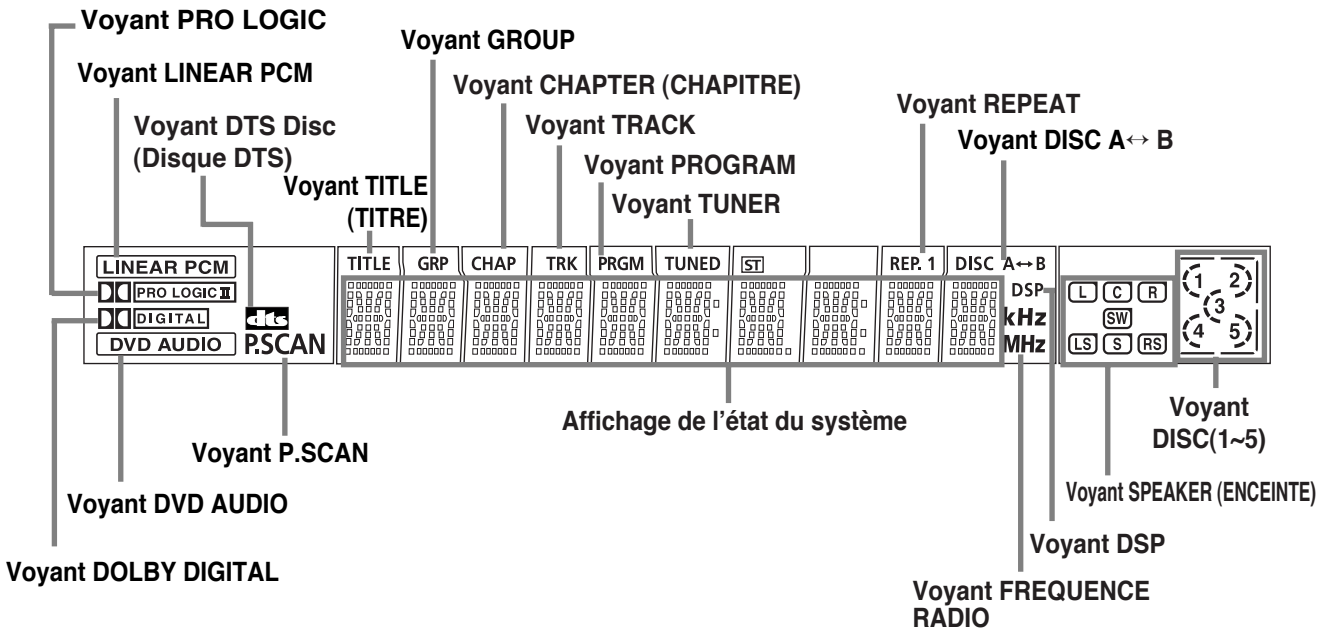 Voyant PRO LOGIC
Voyant GROUP
Voyant LINEAR PCM
Voyant CHAPTER (CHAPITRE)
Voyant REPEAT
Voyant DTS Disc
(Disque DTS)
Voyant TRACK
Voyant DISC A↔ B
Voyant PROGRAM
Voyant TITLE
(TITRE)
Voyant TUNER
LINEAR PCM
PRO LOGIC II
DIGITAL
dts
DVD AUDIO
P.SCAN
TITLE GRP CHAP TRK PRGM TUNED ST REP. 1 DISC A↔B
DSP
kHz
MHz
L C R
SW
LS S RS
1 2
3
4 5
Affichage de l'état du système
Voyant
DISC(1~5)
Voyant P.SCAN
Voyant SPEAKER (ENCEINTE)
Voyant DVD AUDIO
Voyant DSP
Voyant DOLBY DIGITAL
Voyant FREQUENCE
RADIO